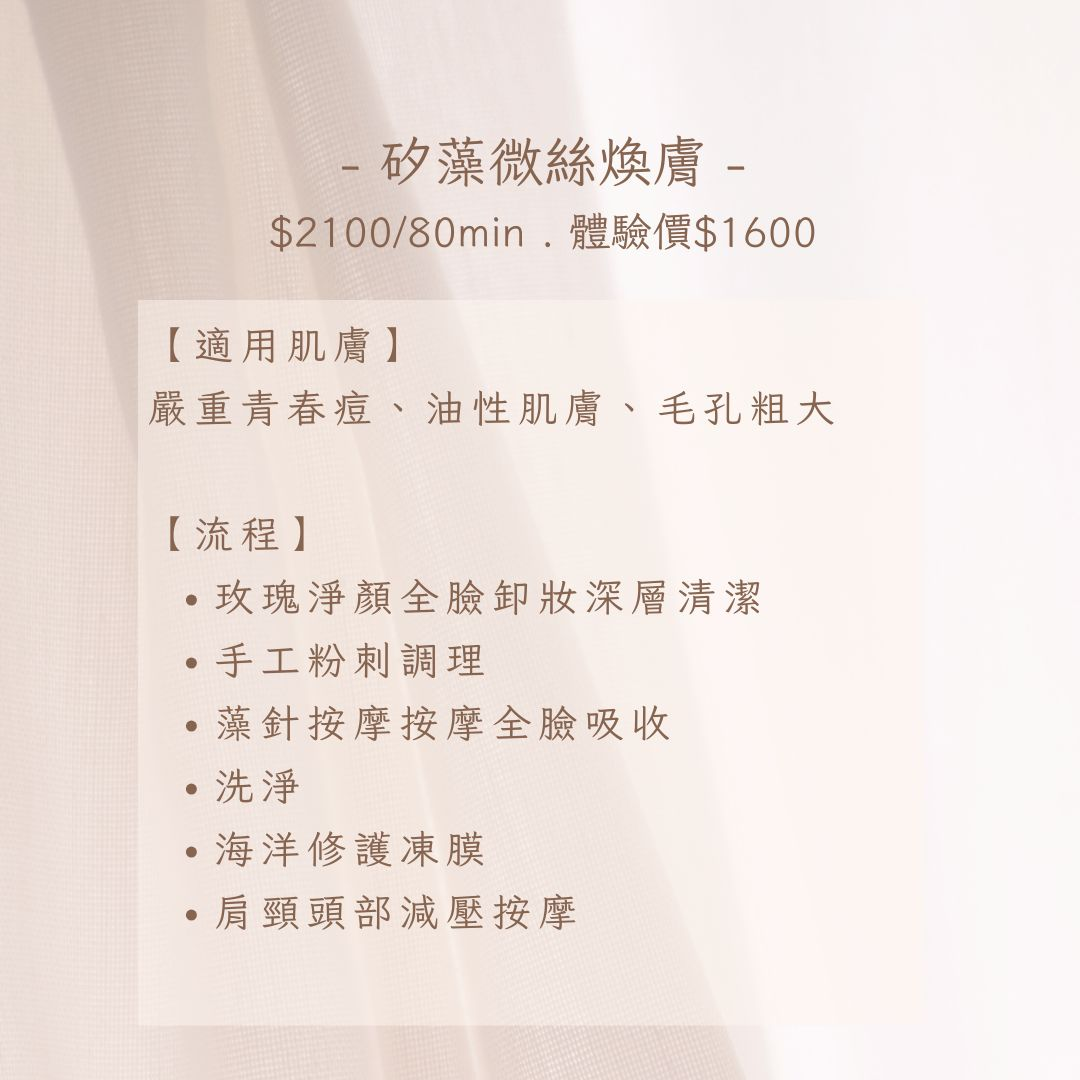 - 矽藻微絲煥膚 -
$2100/80min . 體驗價$1600
【適用肌膚】
嚴重青春痘、油性肌膚、毛孔粗大
【流程】
• 玫瑰淨顏全臉卸妝深層清潔
• 手工粉刺調理
• 藻針按摩按摩全臉吸收
• 洗淨
• 海洋修護凍膜
• 肩頸頭部減壓按摩